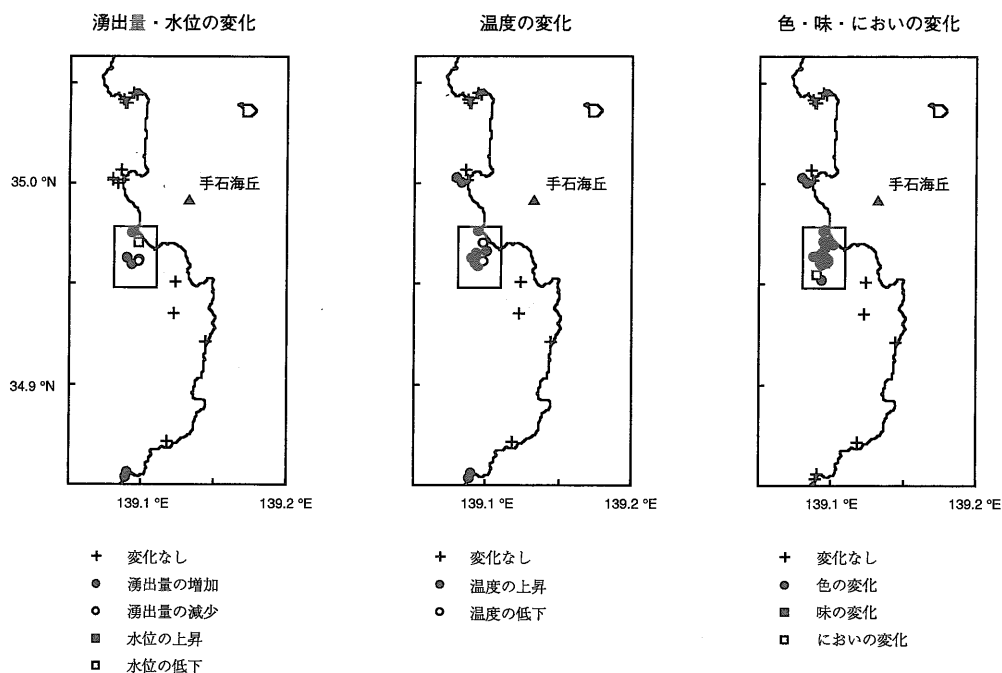 湧出量・水位の変化
温度の変化
色・味・においの変化
手石海丘
手石海丘
手石海丘
35.0 °N
34.9 °N
139.1 °E
139.2 °E
139.1 °E
139.2 °E
139.1 °E
139.2 °E
変化なし
湧出量の増加
湧出量の減少
水位の上昇
水位の低下
変化なし
温度の上昇
温度の低下
変化なし
色の変化
味の変化
においの変化